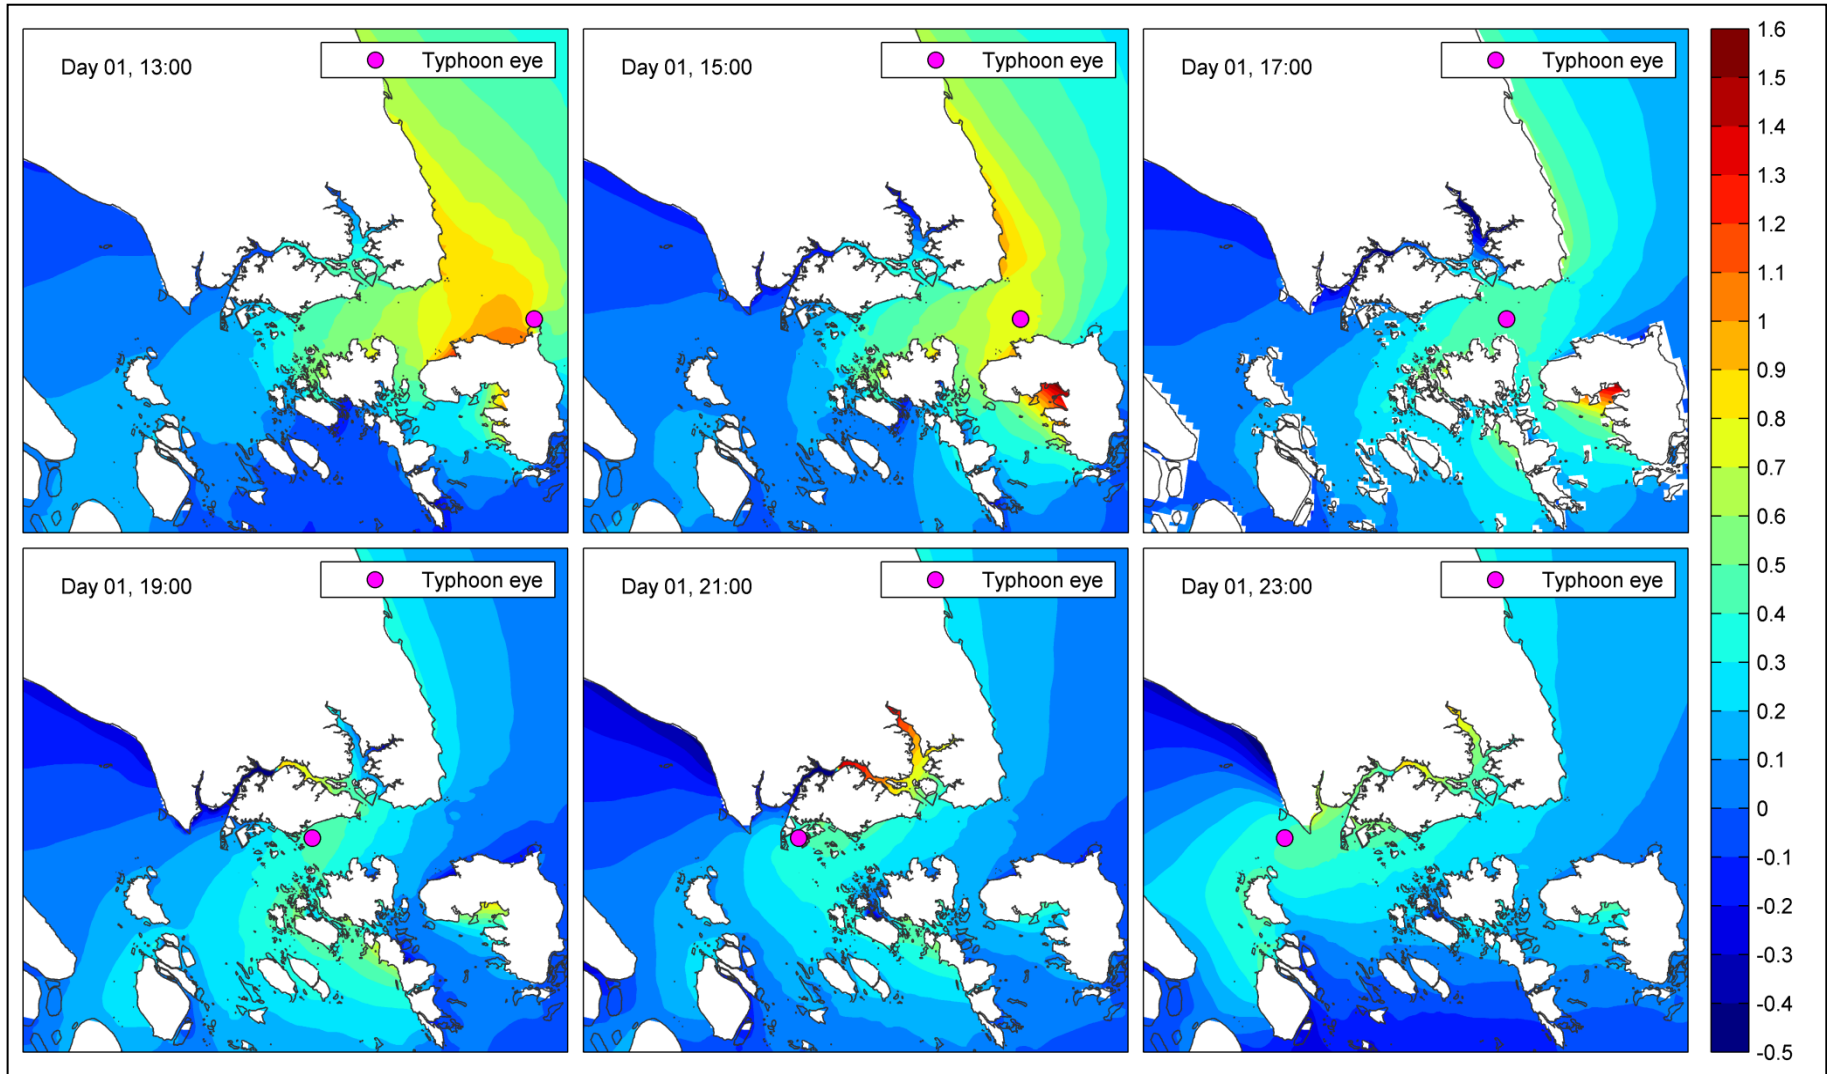 Day 01, 13:00
Typhoon eye
Day 01, 15:00
Typhoon eye
Day 01, 17:00
Typhoon eye
1.6
1.5
1.4
1.3
1.2
1.1
1
0.9
0.8
0.7
0.6
0.5
0.4
0.3
0.2
0.1
0
-0.1
-0.2
-0.3
-0.4
-0.5
Day 01, 19:00
Typhoon eye
Day 01, 21:00
Typhoon eye
Day 01, 23:00
Typhoon eye